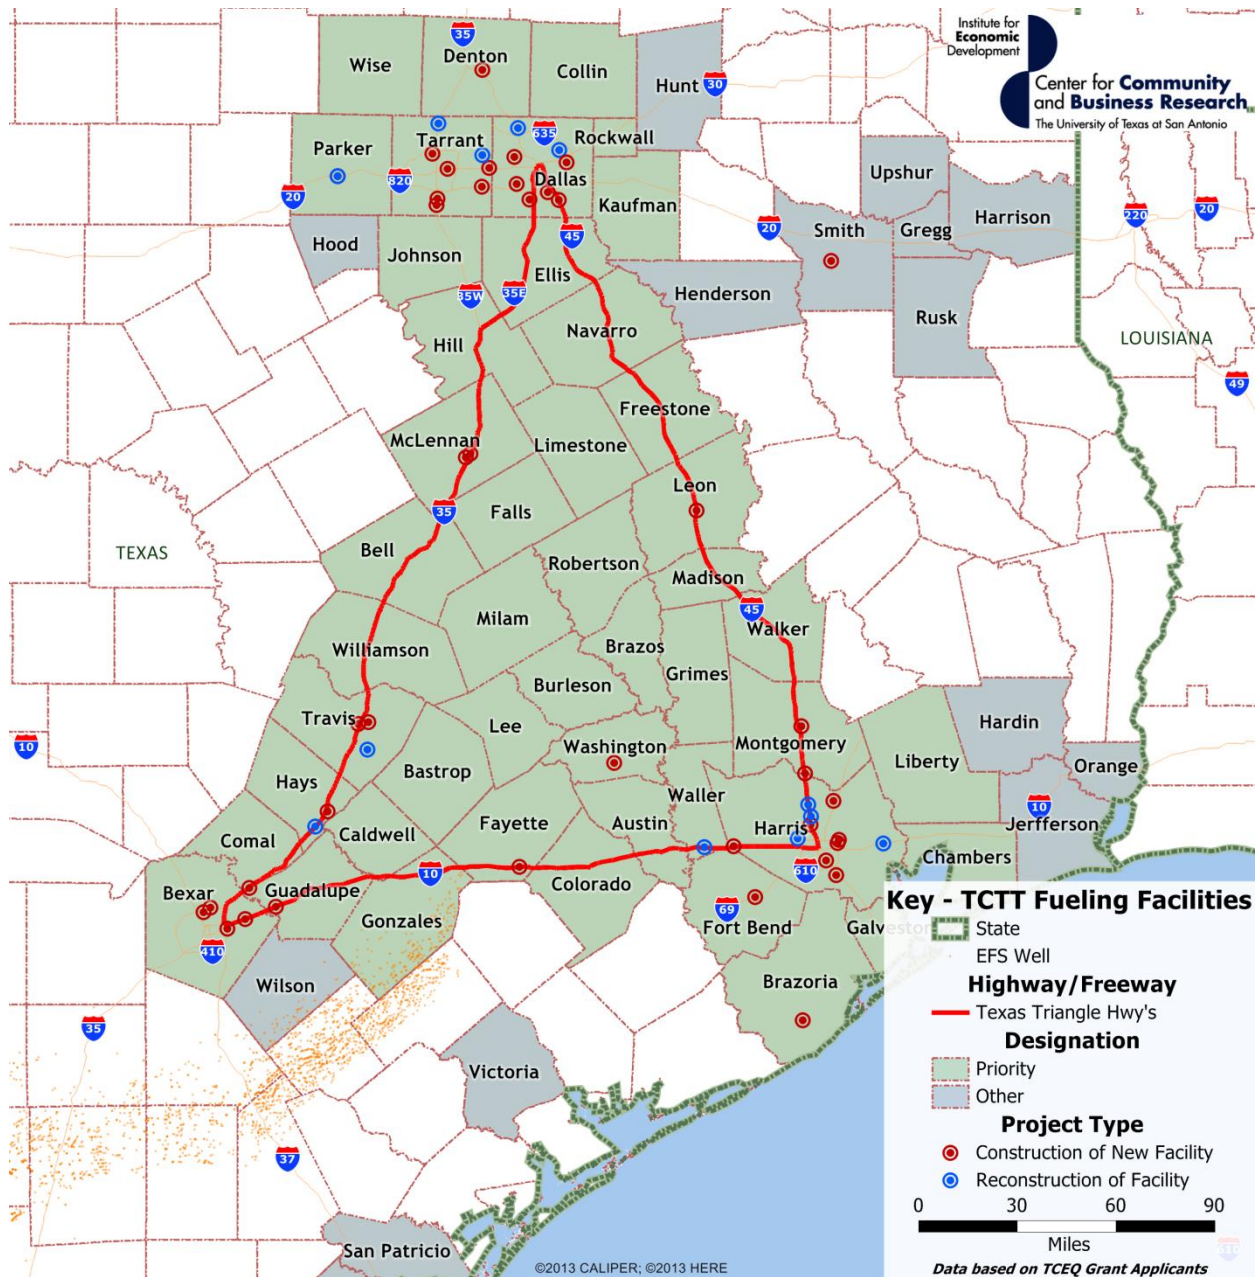 Institute for
Economic
Development
Center for Community
and Business Research
The University of Texas at San Antonio
35
Denton
Wise
Collin
Hunt
30
635
Tarrant
Rockwall
Parker
820
Dallas
20
Kaufman
Upshur
Harrison
220
20
Hood
Johnson
45
20
Smith
Gregg
Ellis
35W
35E
Henderson
Rusk
Navarro
Hill
LOUISIANA
49
Freestone
McLennan
Limestone
Leon
35
Falls
TEXAS
Bell
Robertson
Madison
45
Milam
Walker
Williamson
Brazos
Grimes
Burleson
Travis
Lee
Hardin
10
Washington
Montgomery
Liberty
Orange
Hays
Bastrop
Waller
10
Jerfferson
Caldwell
Fayette
Austin
Harris
Comal
Chambers
10
610
Bexar
Guadalupe
Colorado
69
Gonzales
Fort Bend
Galveston
410
Wilson
Brazoria
35
Victoria
37
San Patricio
©2013 CALIPER; ©2013 HERE
Key - TCTT Fueling Facilities
State
EFS Well
Highway/Freeway
Texas Triangle Hwy's
Designation
Priority
Other
Project Type
Construction of New Facility
Reconstruction of Facility
0 30 60 90
Miles
610
Data based on TCEQ Grant Applicants